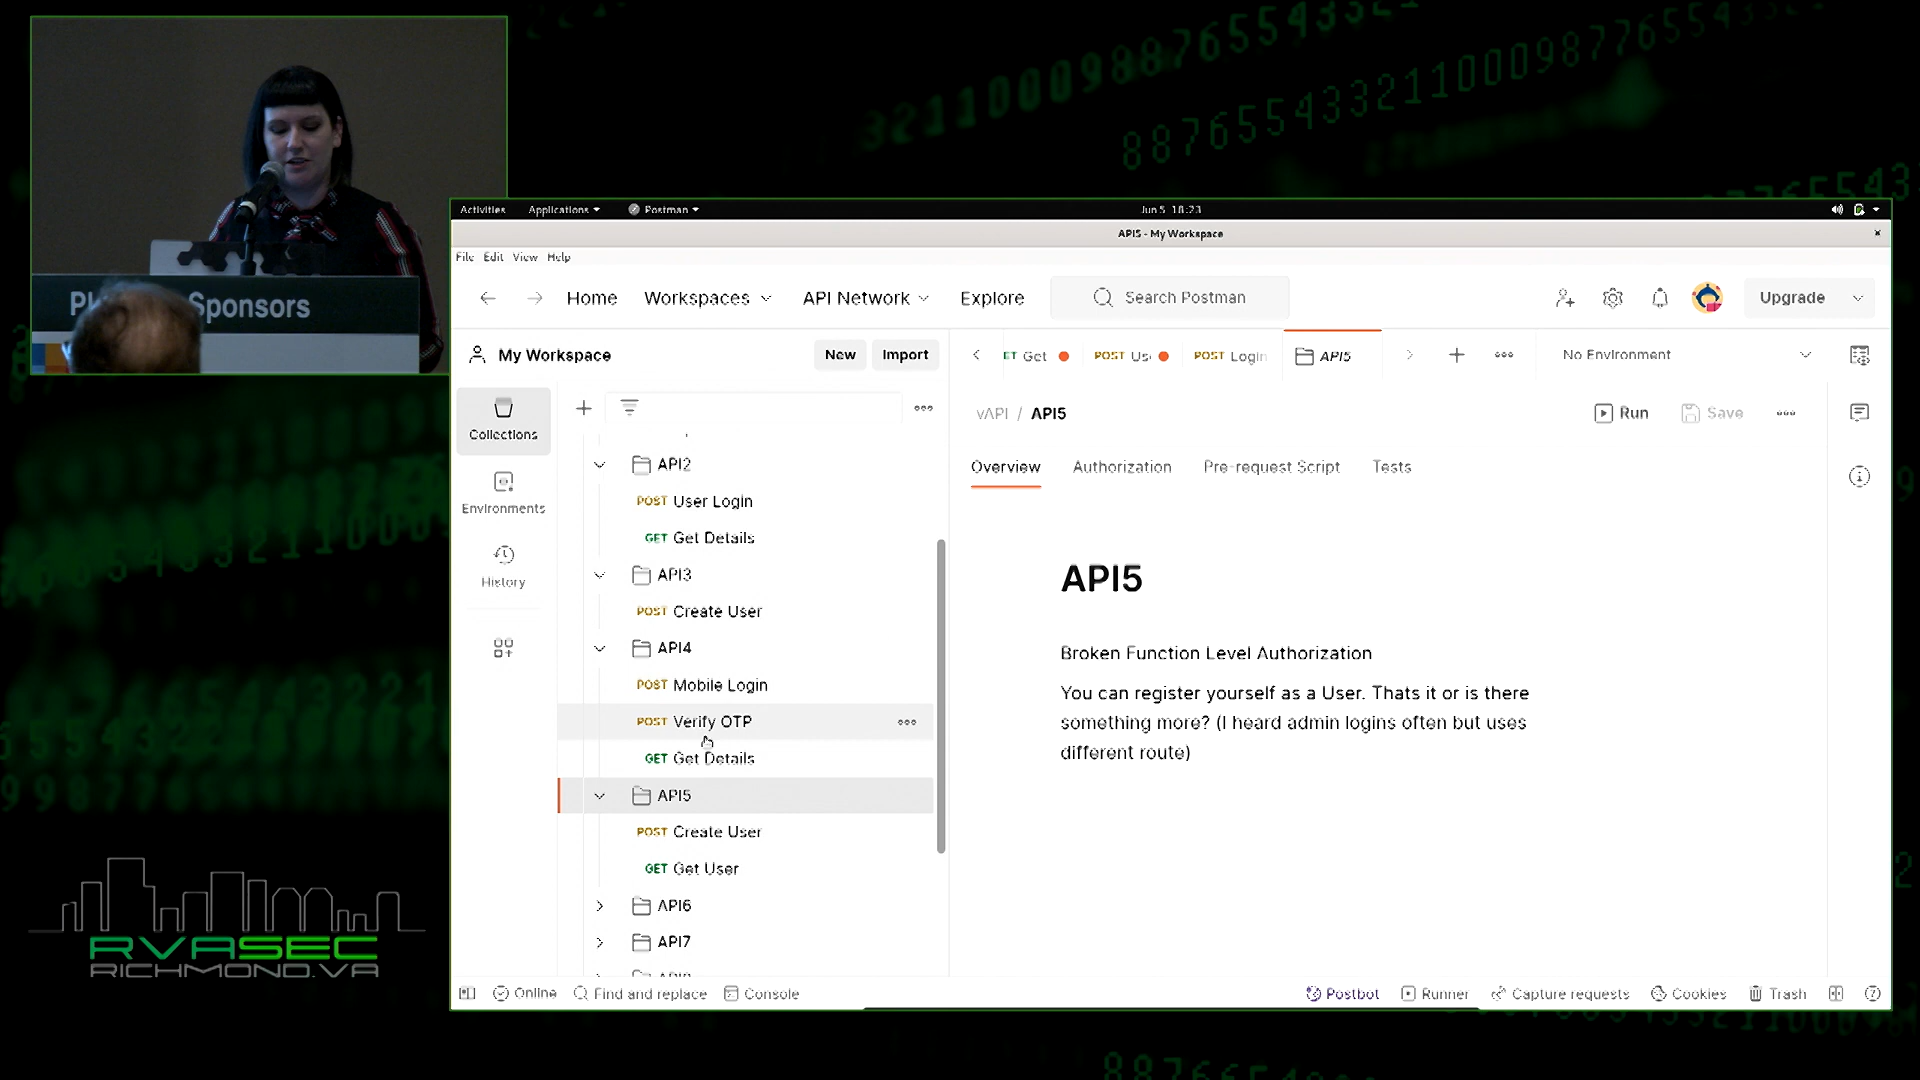 3211000988776554433221
88776554433221100098877655433211
Sponsors
Activities Applications Postman Jun 5 18:23
API5 - My Workspace
File Edit View Help
Home Workspaces API Network Explore Search Postman Upgrade
My Workspace New Import
GET Get POST Us POST Login API5 No Environment
vAPI / API5 Run Save
Collections
Environments
History
API2
POST User Login
GET Get Details
API3
POST Create User
API4
POST Mobile Login
POST Verify OTP
GET Get Details
API5
POST Create User
GET Get User
API6
API7
Overview Authorization Pre-request Script Tests
API5
Broken Function Level Authorization
You can register yourself as a User. Thats it or is there
something more? (I heard admin logins often but uses
different route)
Online Find and replace Console Postbot Runner Capture requests Cookies Trash
RVASEC
RICHMOND.VA